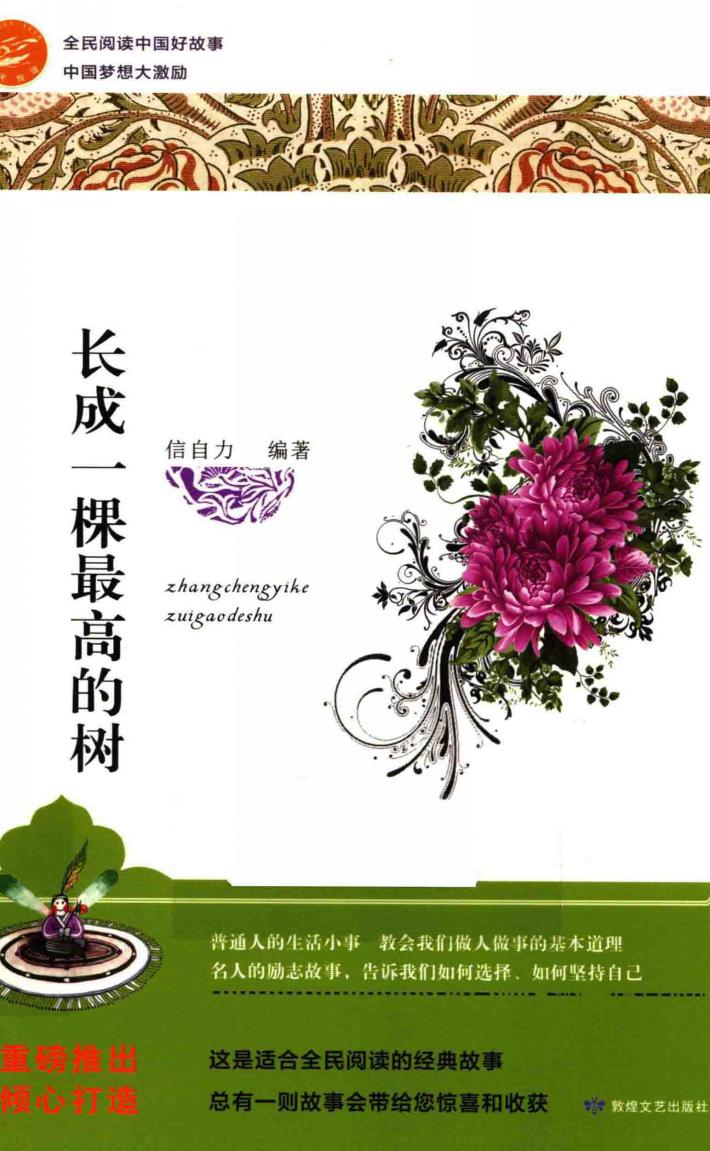 全民阅读中国好故事
中国梦想大激励
长成一棵最高的树
信自力 编著
zhangchengyike
zuigaodeshu
普通人的生活小事 教会我们做人做事的基本道理
名人的励志故事，告诉我们如何选择、如何坚持自己
重磅推出
倾心打造
这是适合全民阅读的经典故事
总有一则故事会带给您惊喜和收获
敦煌文艺出版社